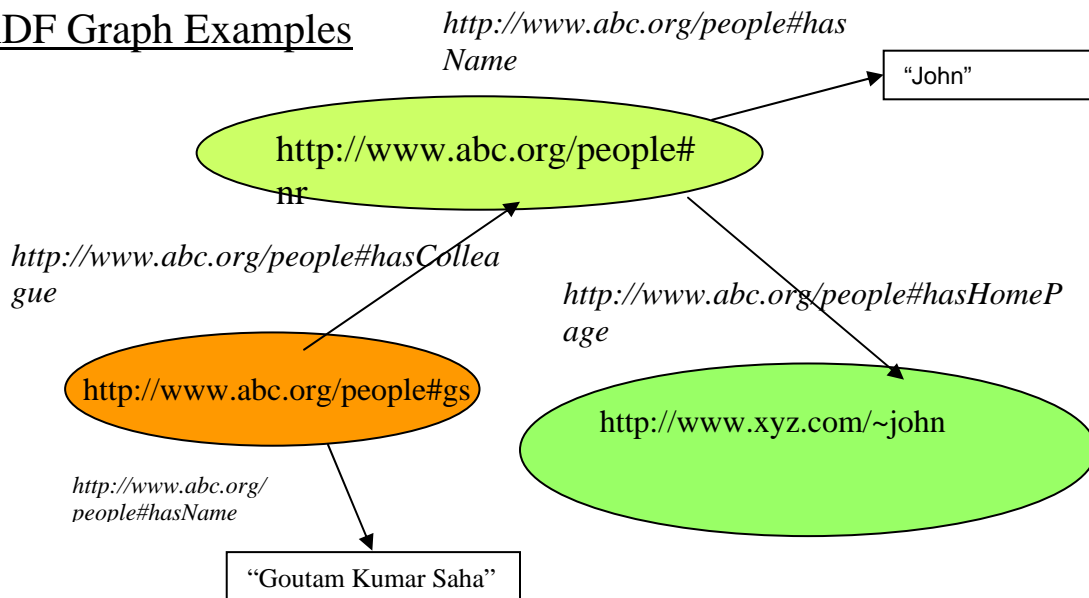 DF Graph Examples
http://www.abc.org/people#has
Name
“John”
http://www.abc.org/people#
nr
http://www.abc.org/people#hasCollea
gue
http://www.abc.org/people#hasHomeP
age
http://www.abc.org/people#gs
http://www.xyz.com/~john
http://www.abc.org/
people#hasName
“Goutam Kumar Saha”